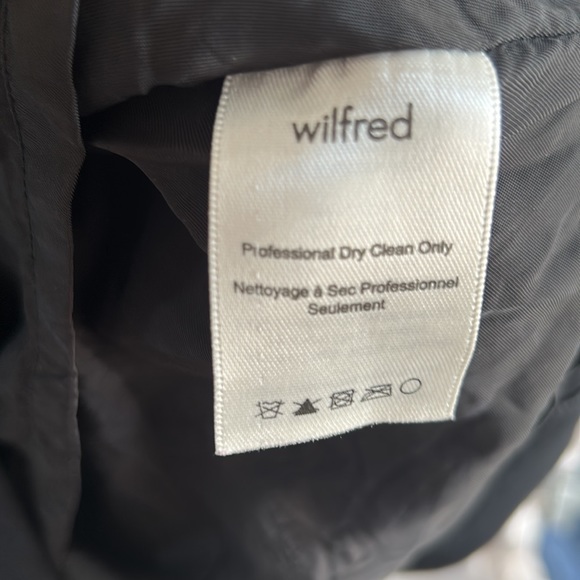 wilfred
Professional Dry Clean Only
Nettoyage à Sec Professionnel
Seulement